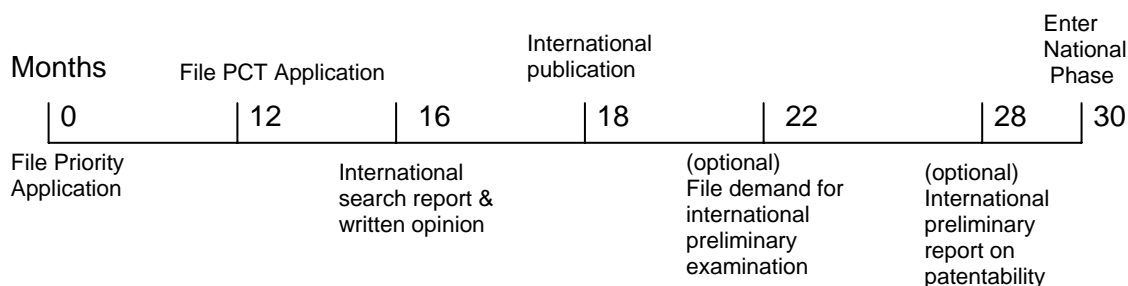 Months
File PCT Application
International
publication
Enter
National
Phase
0
12
16
18
22
28
30
File Priority
Application
International
search report &
written opinion
(optional)
File demand for
international
preliminary
examination
(optional)
International
preliminary
report on
patentability